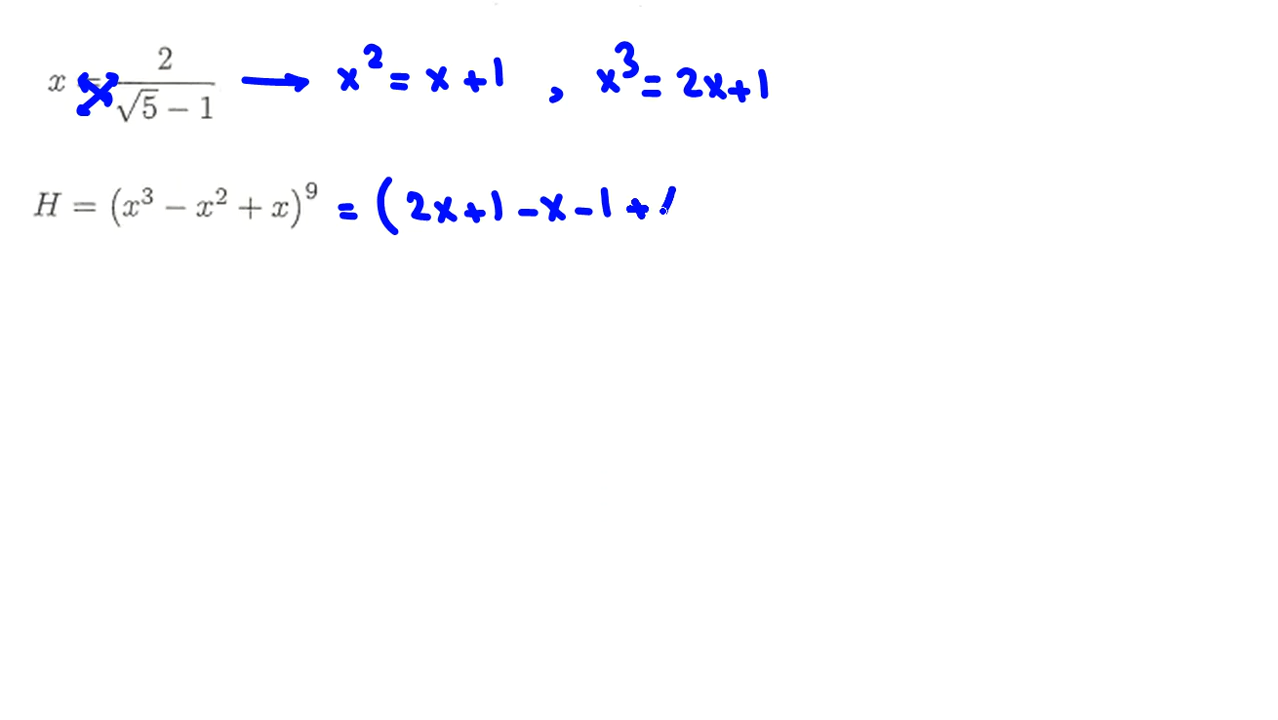 x = 2/(√5 − 1) → x² = x + 1 , x³ = 2x + 1
H = (x³ − x² + x)⁹ = (2x + 1 − x − 1 +